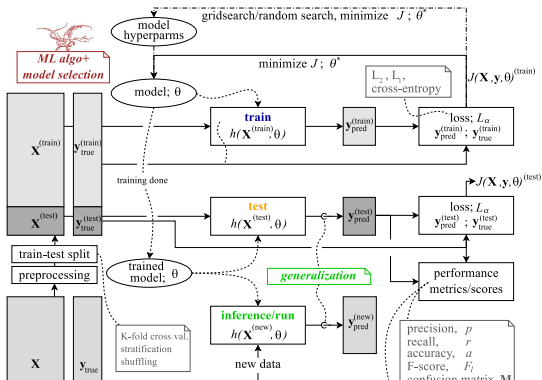 gridsearch/random search, minimize J ; θ*
model
hyperparms
ML algo+
model selection
minimize J ; θ*
J(X,y,θ)(train)
L2 , L1 ,
cross-entropy
model; θ
X(train)
y(train)true
train
h(X(train),θ)
y(train)pred
loss; Lα
y(train)pred ; y(train)true
training done
J(X,y,θ)(test)
X(test)
y(test)true
test
h(X(test),θ)
y(test)pred
loss; Lα
y(test)pred ; y(test)true
train-test split
preprocessing
trained
model; θ
generalization
performance
metrics/scores
X
ytrue
K-fold cross val.
stratification
shuffling
inference/run
h(X(new),θ)
y(new)pred
new data
precision, p
recall, r
accuracy, a
F-score, F1
confusion matrix, M